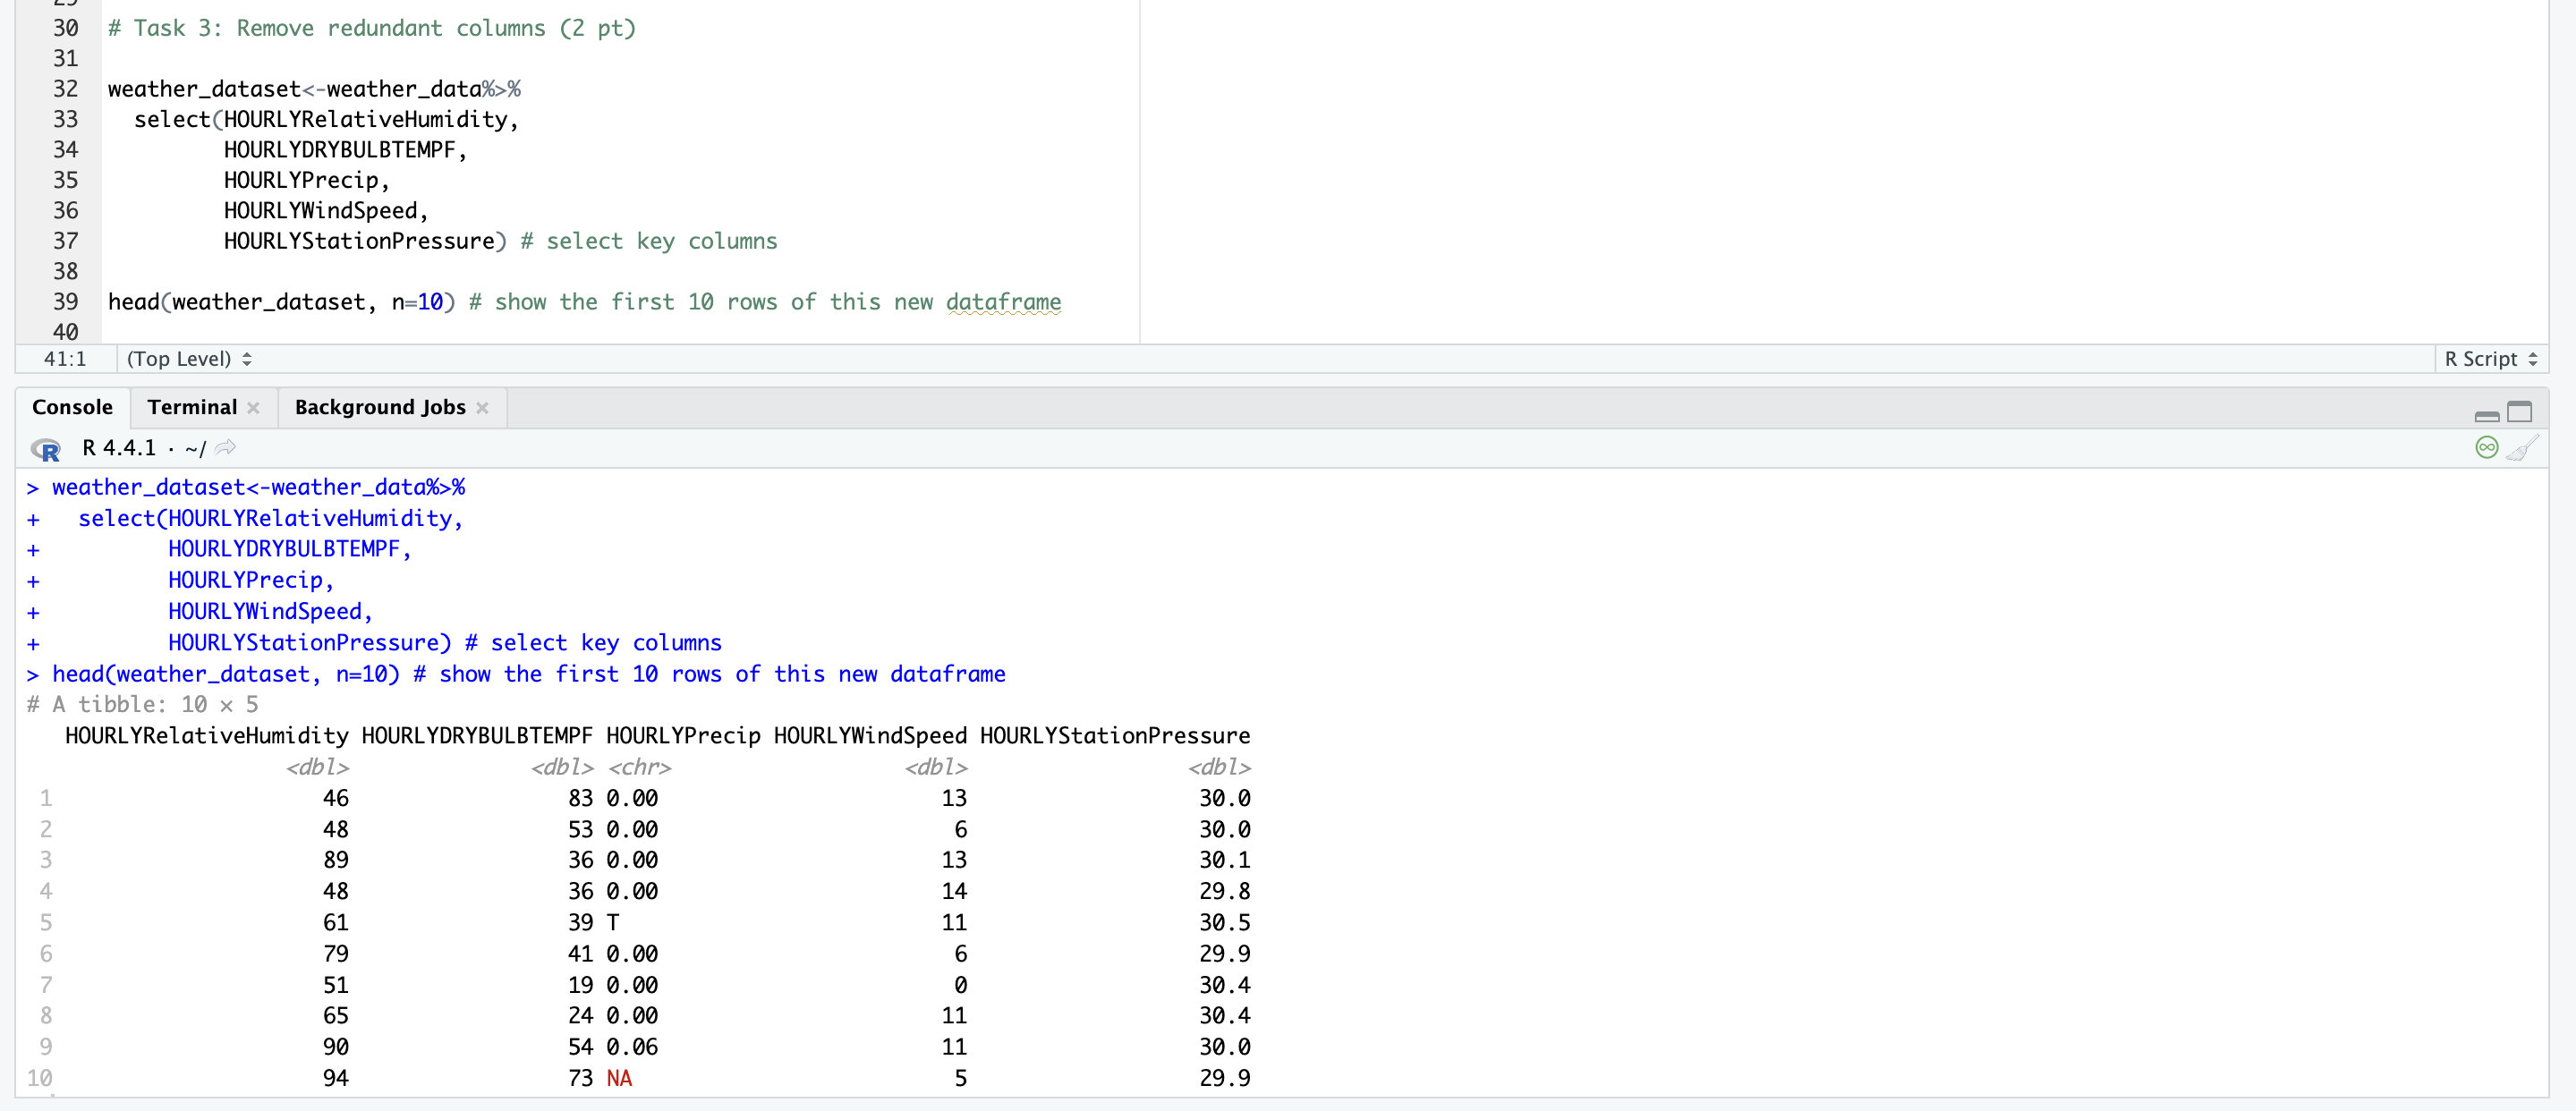 29
30 # Task 3: Remove redundant columns (2 pt)
31
32 weather_dataset<-weather_data%>%
33   select(HOURLYRelativeHumidity,
34          HOURLYDRYBULBTEMPF,
35          HOURLYPrecip,
36          HOURLYWindSpeed,
37          HOURLYStationPressure) # select key columns
38
39 head(weather_dataset, n=10) # show the first 10 rows of this new dataframe
40
41:1 (Top Level) R Script
Console Terminal Background Jobs
R 4.4.1 · ~/
> weather_dataset<-weather_data%>%
+   select(HOURLYRelativeHumidity,
+          HOURLYDRYBULBTEMPF,
+          HOURLYPrecip,
+          HOURLYWindSpeed,
+          HOURLYStationPressure) # select key columns
> head(weather_dataset, n=10) # show the first 10 rows of this new dataframe
# A tibble: 10 × 5
HOURLYRelativeHumidity HOURLYDRYBULBTEMPF HOURLYPrecip HOURLYWindSpeed HOURLYStationPressure
<dbl> <dbl> <chr> <dbl> <dbl>
1 46 83 0.00 13 30.0
2 48 53 0.00 6 30.0
3 89 36 0.00 13 30.1
4 48 36 0.00 14 29.8
5 61 39 T 11 30.5
6 79 41 0.00 6 29.9
7 51 19 0.00 0 30.4
8 65 24 0.00 11 30.4
9 90 54 0.06 11 30.0
10 94 73 NA 5 29.9